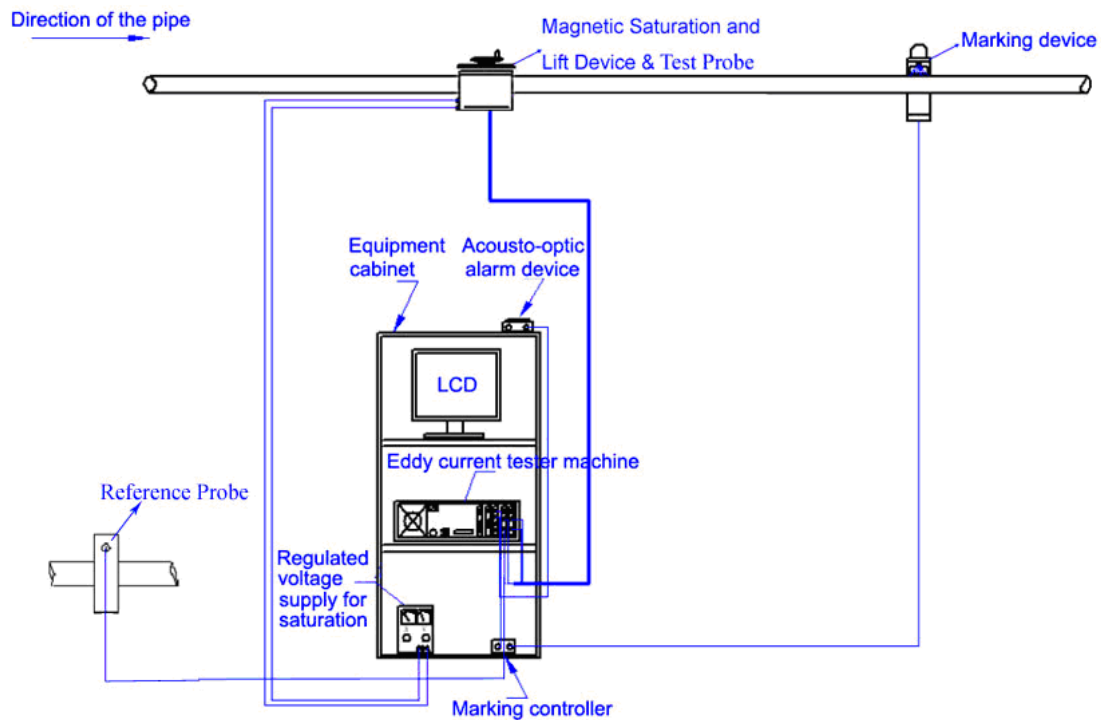 Direction of the pipe
Magnetic Saturation and
Lift Device & Test Probe
Marking device
Equipment
cabinet
Acousto-optic
alarm device
LCD
Eddy current tester machine
Reference Probe
Regulated
voltage
supply for
saturation
Marking controller